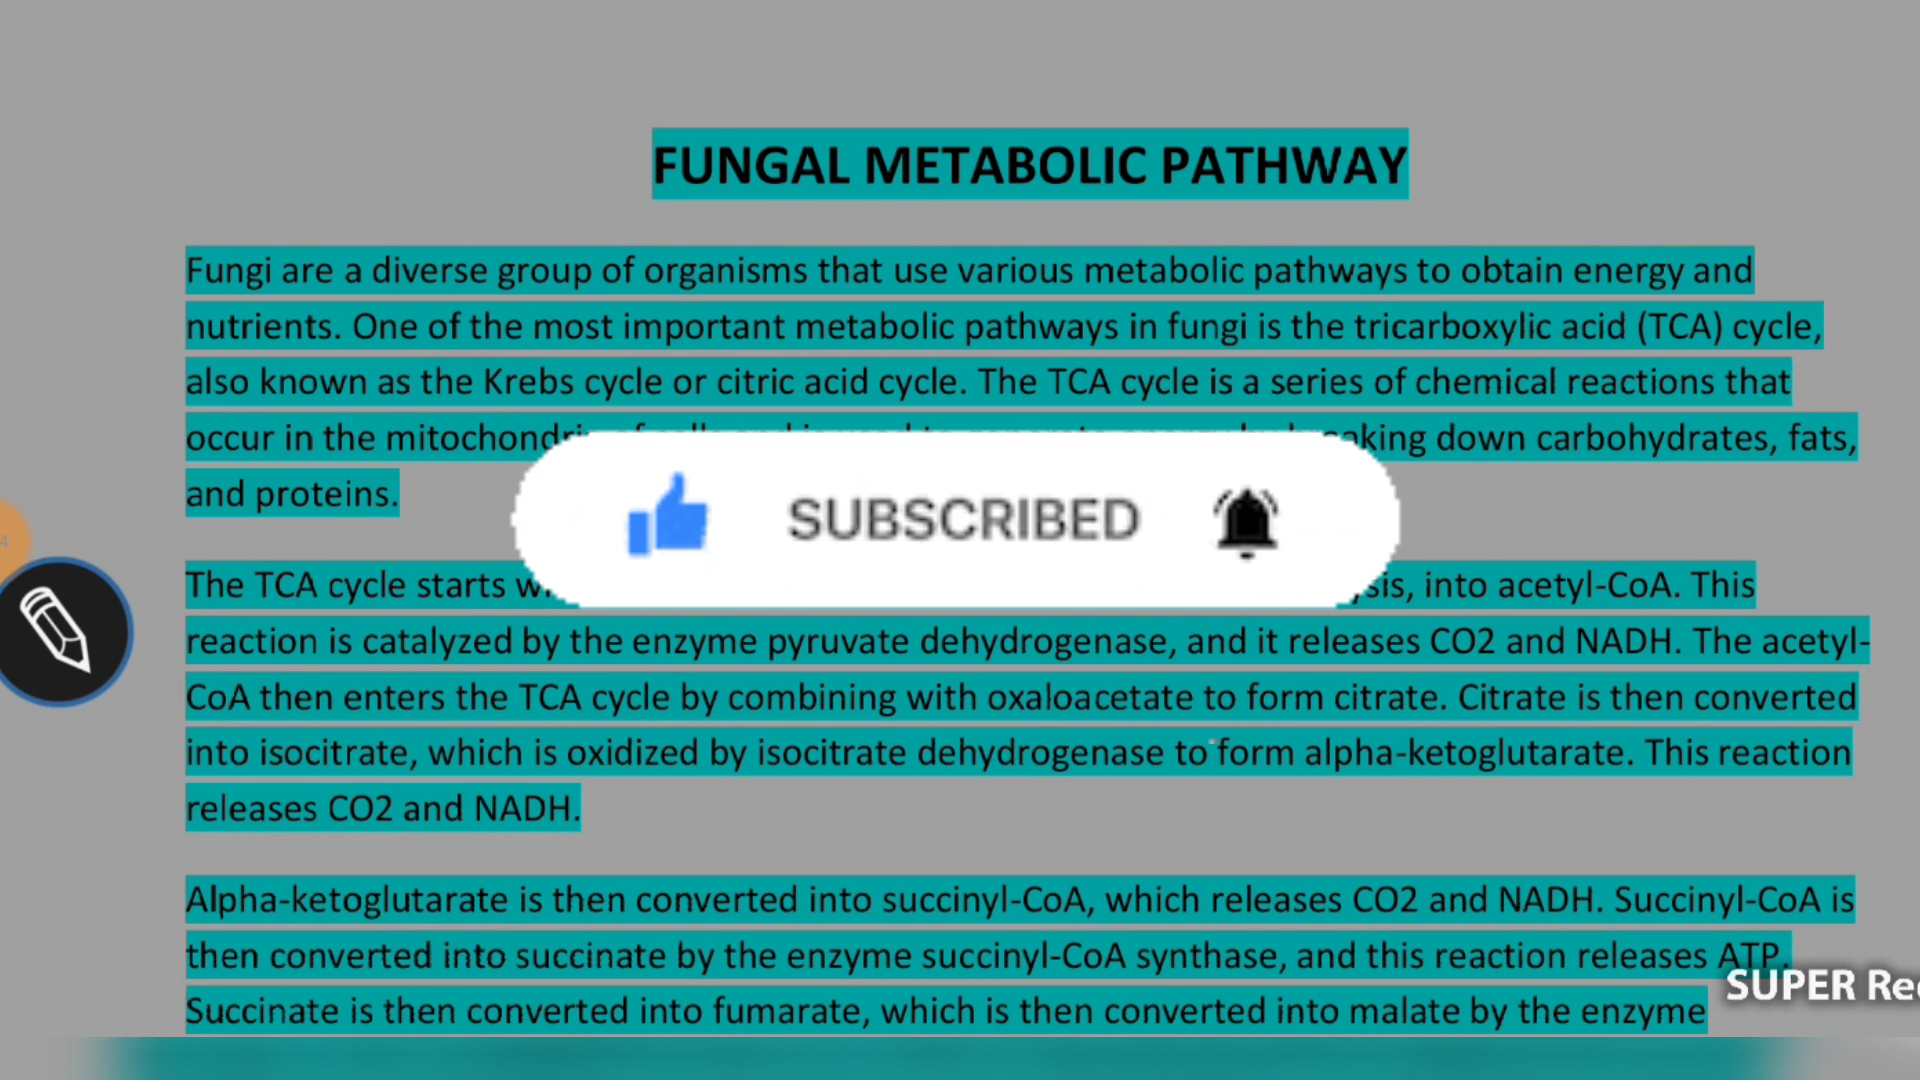 FUNGAL METABOLIC PATHWAY
Fungi are a diverse group of organisms that use various metabolic pathways to obtain energy and
nutrients. One of the most important metabolic pathways in fungi is the tricarboxylic acid (TCA) cycle,
also known as the Krebs cycle or citric acid cycle. The TCA cycle is a series of chemical reactions that
occur in the down carbohydrates, fats,
and proteins.
SUBSCRIBED
The TCA cycle starts into acetyl-CoA. This
reaction is catalyzed by the enzyme pyruvate dehydrogenase, and it releases CO2 and NADH. The acetyl-
CoA then enters the TCA cycle by combining with oxaloacetate to form citrate. Citrate is then converted
into isocitrate, which is oxidized by isocitrate dehydrogenase to form alpha-ketoglutarate. This reaction
releases CO2 and NADH.
Alpha-ketoglutarate is then converted into succinyl-CoA, which releases CO2 and NADH. Succinyl-CoA is
then converted into succinate by the enzyme succinyl-CoA synthase, and this reaction releases ATP.
SUPER Rec
Succinate is then converted into fumarate, which is then converted into malate by the enzyme